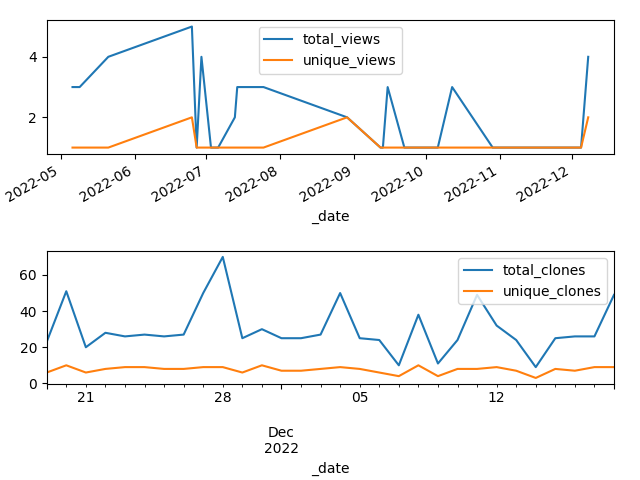 4
2
total_views
unique_views
2022-05
2022-06
2022-07
2022-08
2022-09
2022-10
2022-11
2022-12
_date
60
40
20
0
total_clones
unique_clones
21
28
05
12
Dec
2022
_date